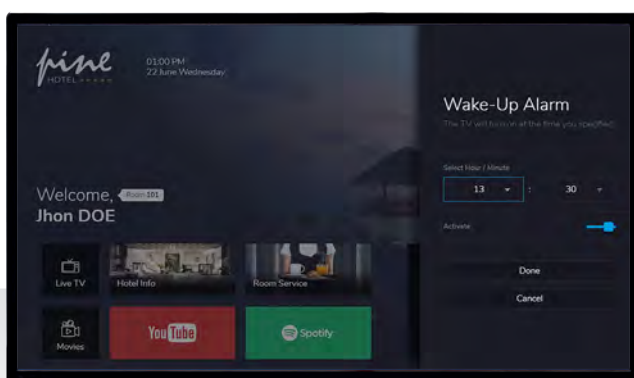 pine
HOTEL
01:00 PM
22 June Wednesday
Welcome, Room 101
Jhon DOE
Live TV
Hotel Info
Room Service
Movies
YouTube
Spotify
Wake-Up Alarm
The TV will turn on at the time you specified.
Select Hour / Minute
13 : 30
Activate
Done
Cancel